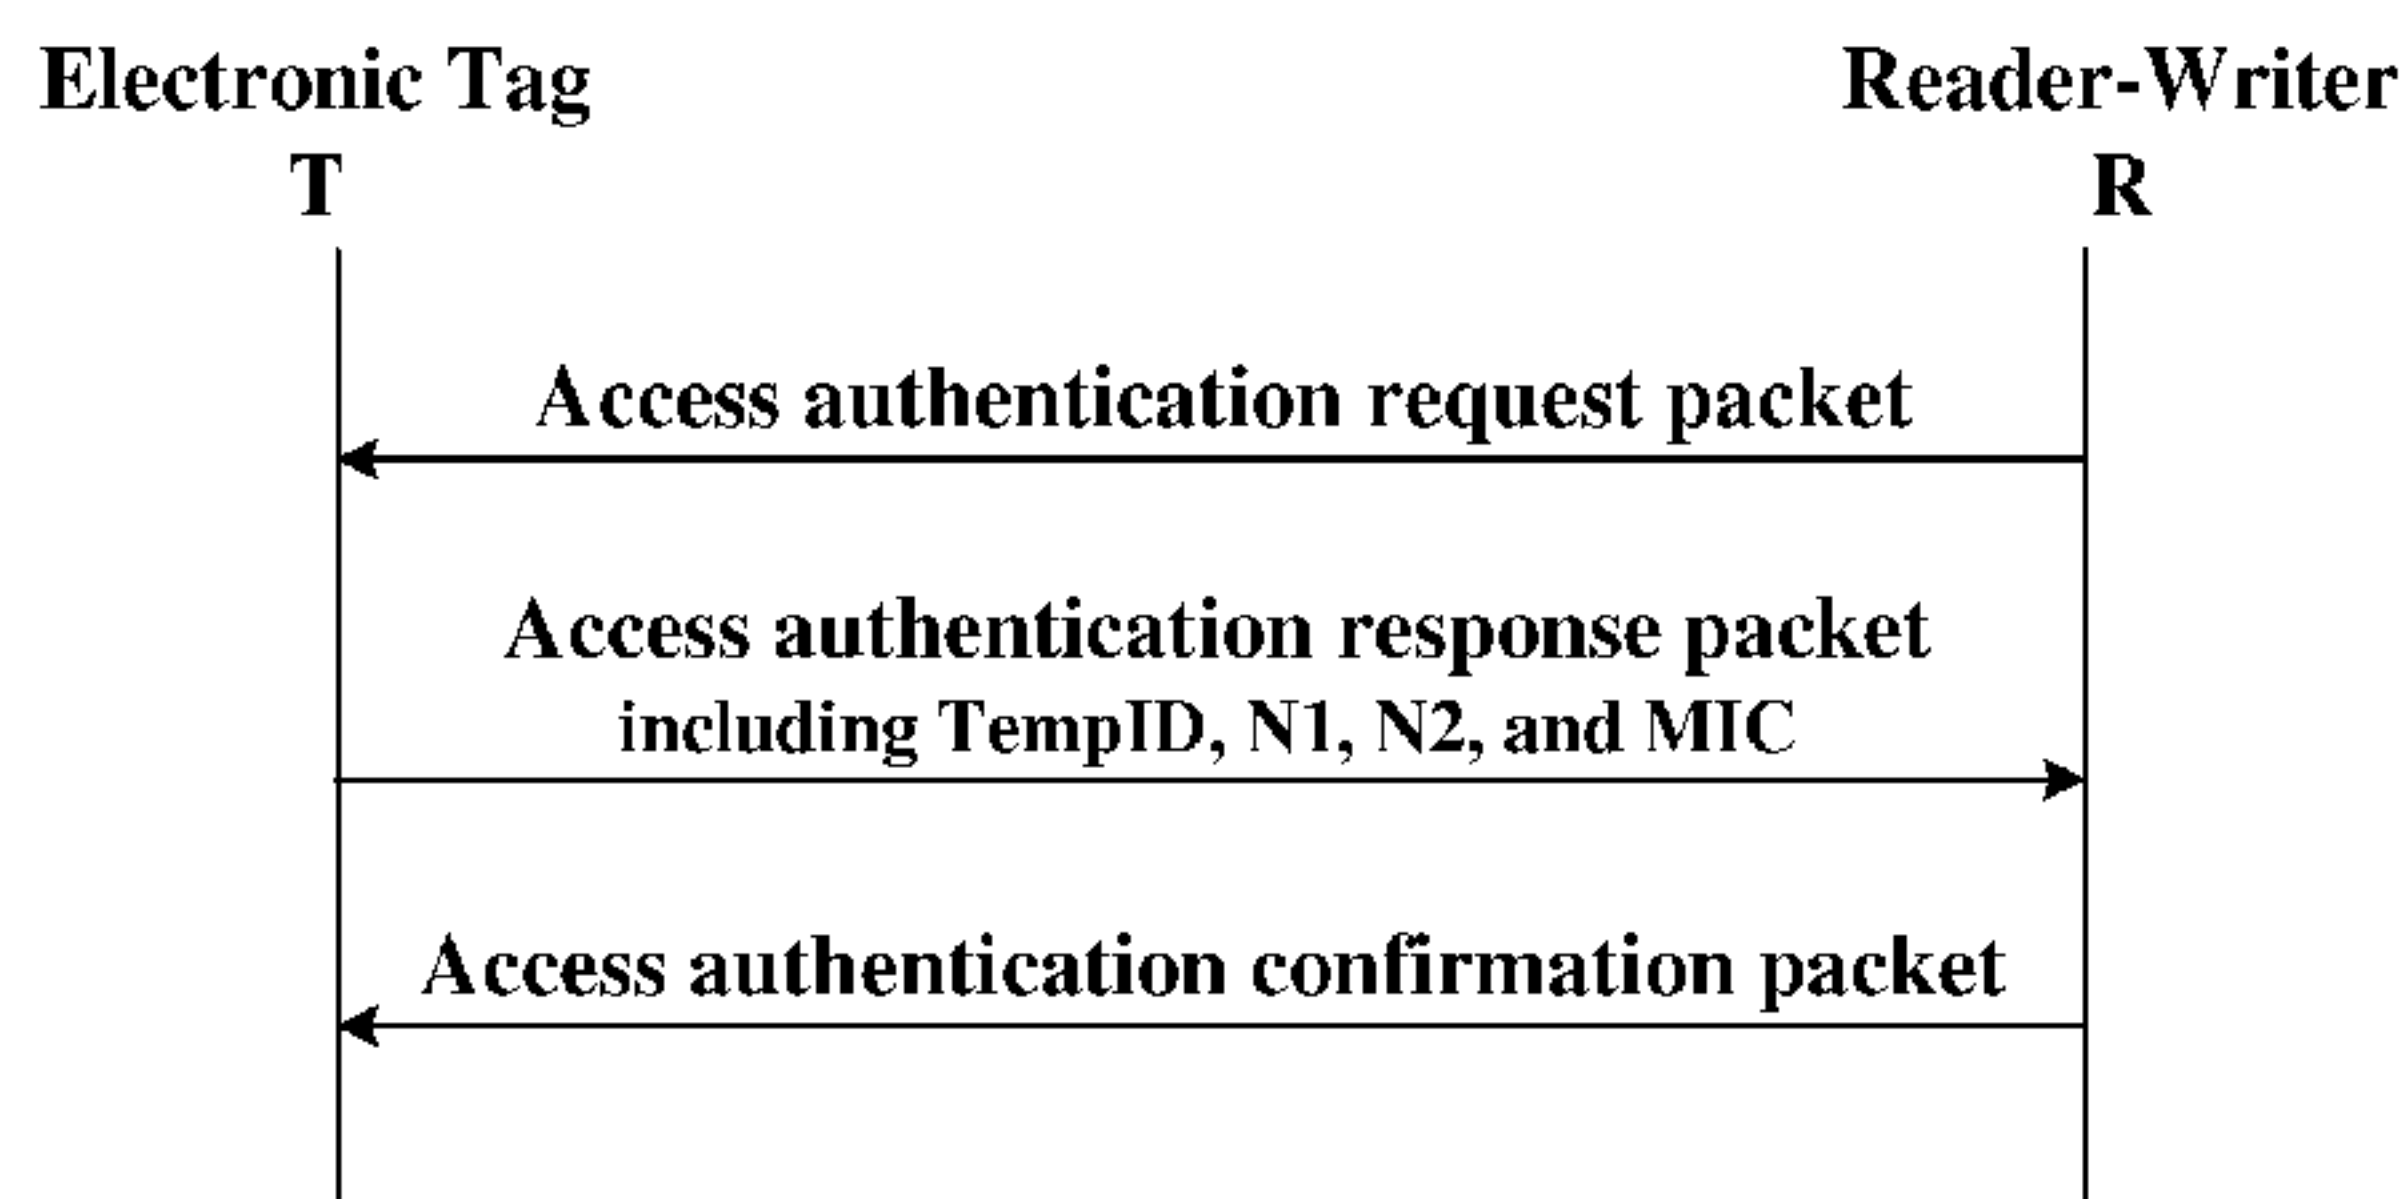 Electronic Tag
T
Reader-Writer
R
Access authentication request packet
Access authentication response packet
including TempID, N1, N2, and MIC
Access authentication confirmation packet